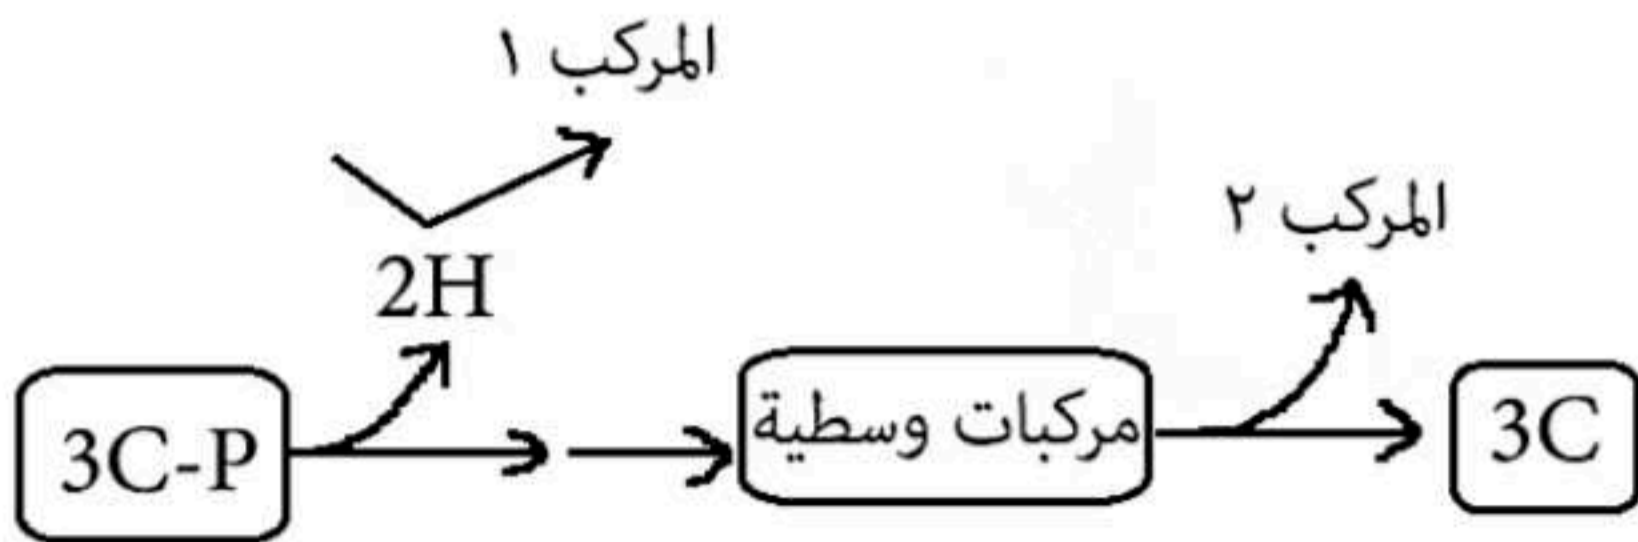 المركب ١
المركب ٢
2H
3C-P
مركبات وسطية
3C